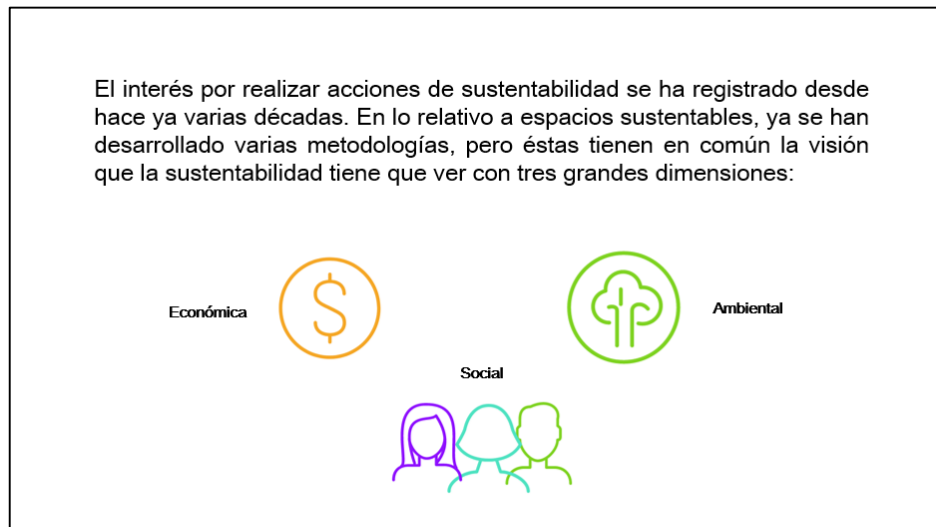 El interés por realizar acciones de sustentabilidad se ha registrado desde
hace ya varias décadas. En lo relativo a espacios sustentables, ya se han
desarrollado varias metodologías, pero éstas tienen en común la visión
que la sustentabilidad tiene que ver con tres grandes dimensiones:
Económica
$
Ambiental
Social